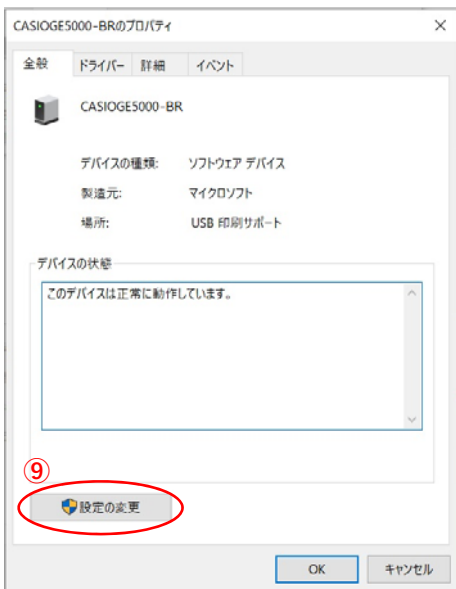 CASIOGE5000-BRのプロパティ
全般 ドライバー 詳細 イベント
CASIOGE5000-BR
デバイスの種類: ソフトウェア デバイス
製造元: マイクロソフト
場所: USB 印刷サポート
デバイスの状態
このデバイスは正常に動作しています。
⑨
設定の変更
OK キャンセル